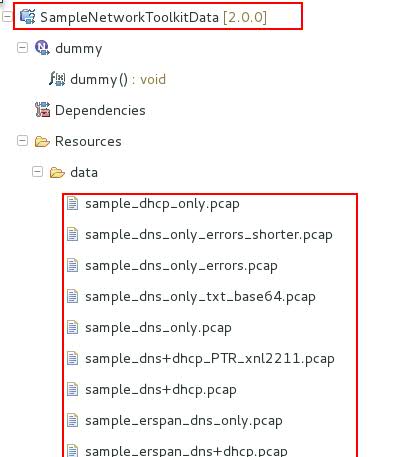 SampleNetworkToolkitData [2.0.0]
dummy
dummy() : void
Dependencies
Resources
data
sample_dhcp_only.pcap
sample_dns_only_errors_shorter.pcap
sample_dns_only_errors.pcap
sample_dns_only_txt_base64.pcap
sample_dns_only.pcap
sample_dns+dhcp_PTR_xnl2211.pcap
sample_dns+dhcp.pcap
sample_erspan_dns_only.pcap
sample_erspan_dns+dhcp.pcap